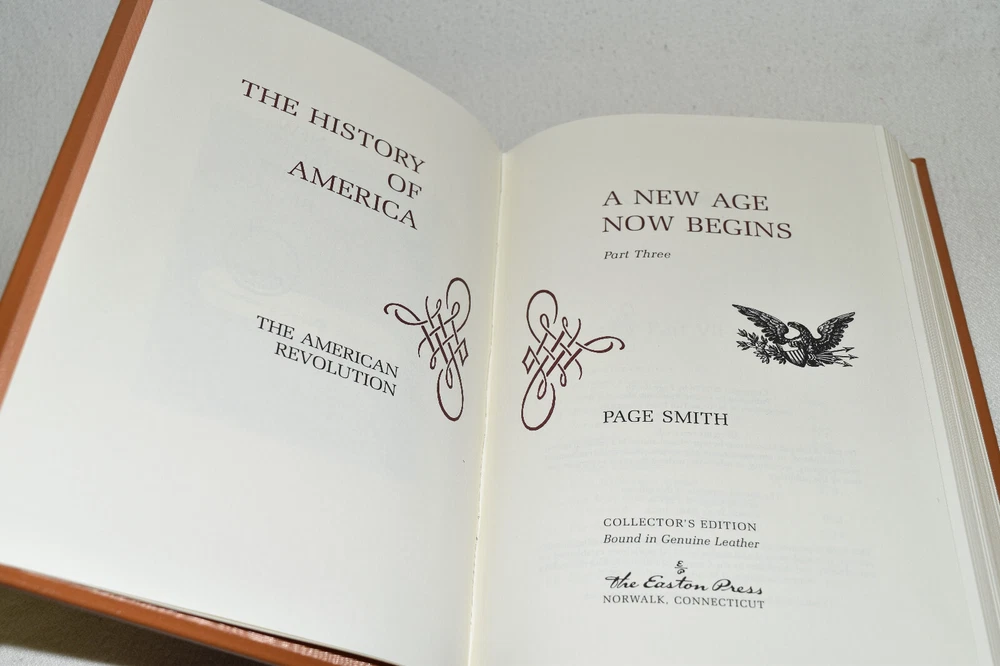 THE HISTORY
OF
AMERICA
THE AMERICAN
REVOLUTION
A NEW AGE
NOW BEGINS
Part Three
PAGE SMITH
COLLECTOR'S EDITION
Bound in Genuine Leather
The Easton Press
NORWALK, CONNECTICUT